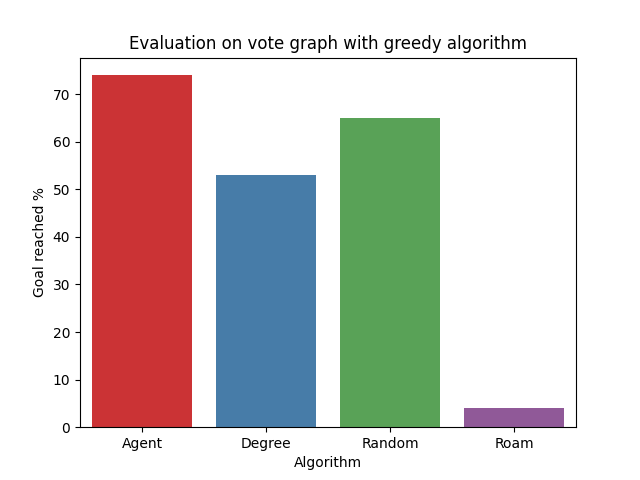 Evaluation on vote graph with greedy algorithm
Goal reached %
70
60
50
40
30
20
10
0
Agent Degree Random Roam
Algorithm